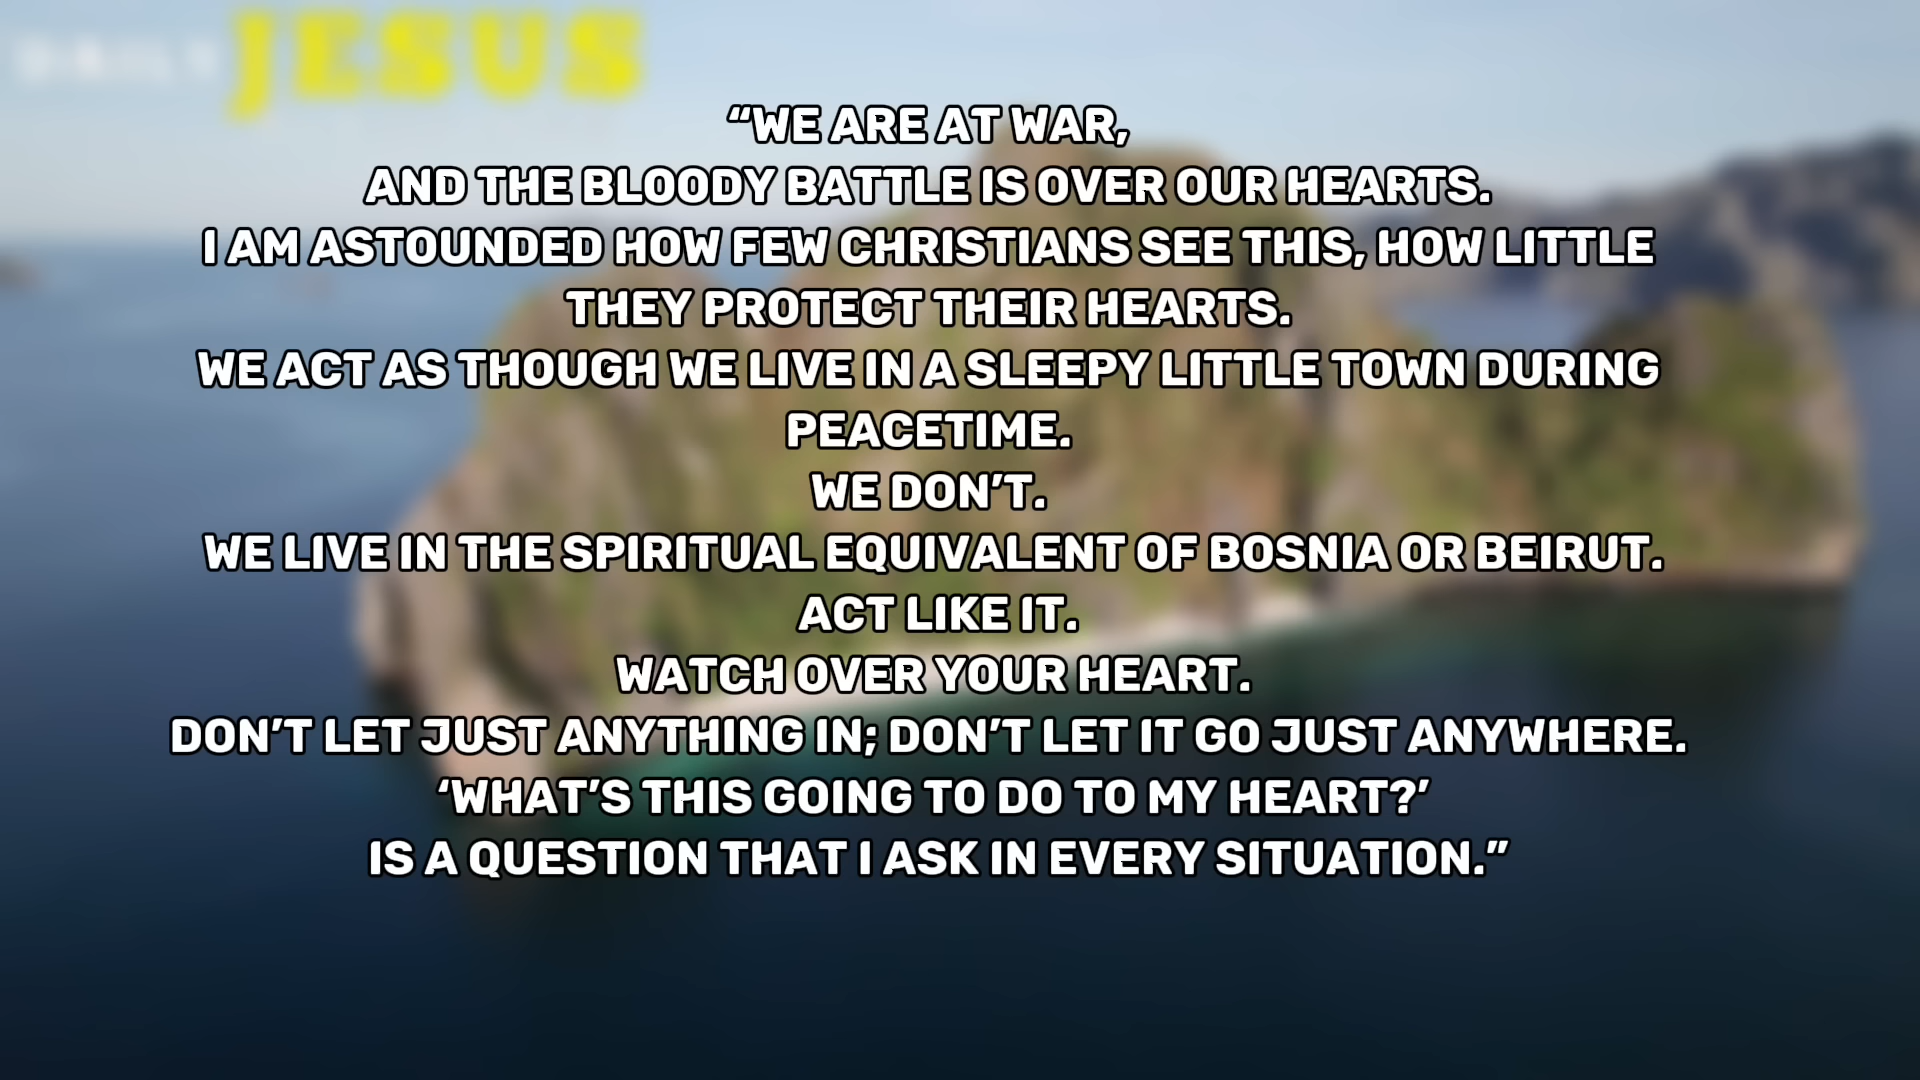 DAILY JESUS
“WE ARE AT WAR,
AND THE BLOODY BATTLE IS OVER OUR HEARTS.
I AM ASTOUNDED HOW FEW CHRISTIANS SEE THIS, HOW LITTLE
THEY PROTECT THEIR HEARTS.
WE ACT AS THOUGH WE LIVE IN A SLEEPY LITTLE TOWN DURING
PEACETIME.
WE DON’T.
WE LIVE IN THE SPIRITUAL EQUIVALENT OF BOSNIA OR BEIRUT.
ACT LIKE IT.
WATCH OVER YOUR HEART.
DON’T LET JUST ANYTHING IN; DON’T LET IT GO JUST ANYWHERE.
‘WHAT’S THIS GOING TO DO TO MY HEART?’
IS A QUESTION THAT I ASK IN EVERY SITUATION.”